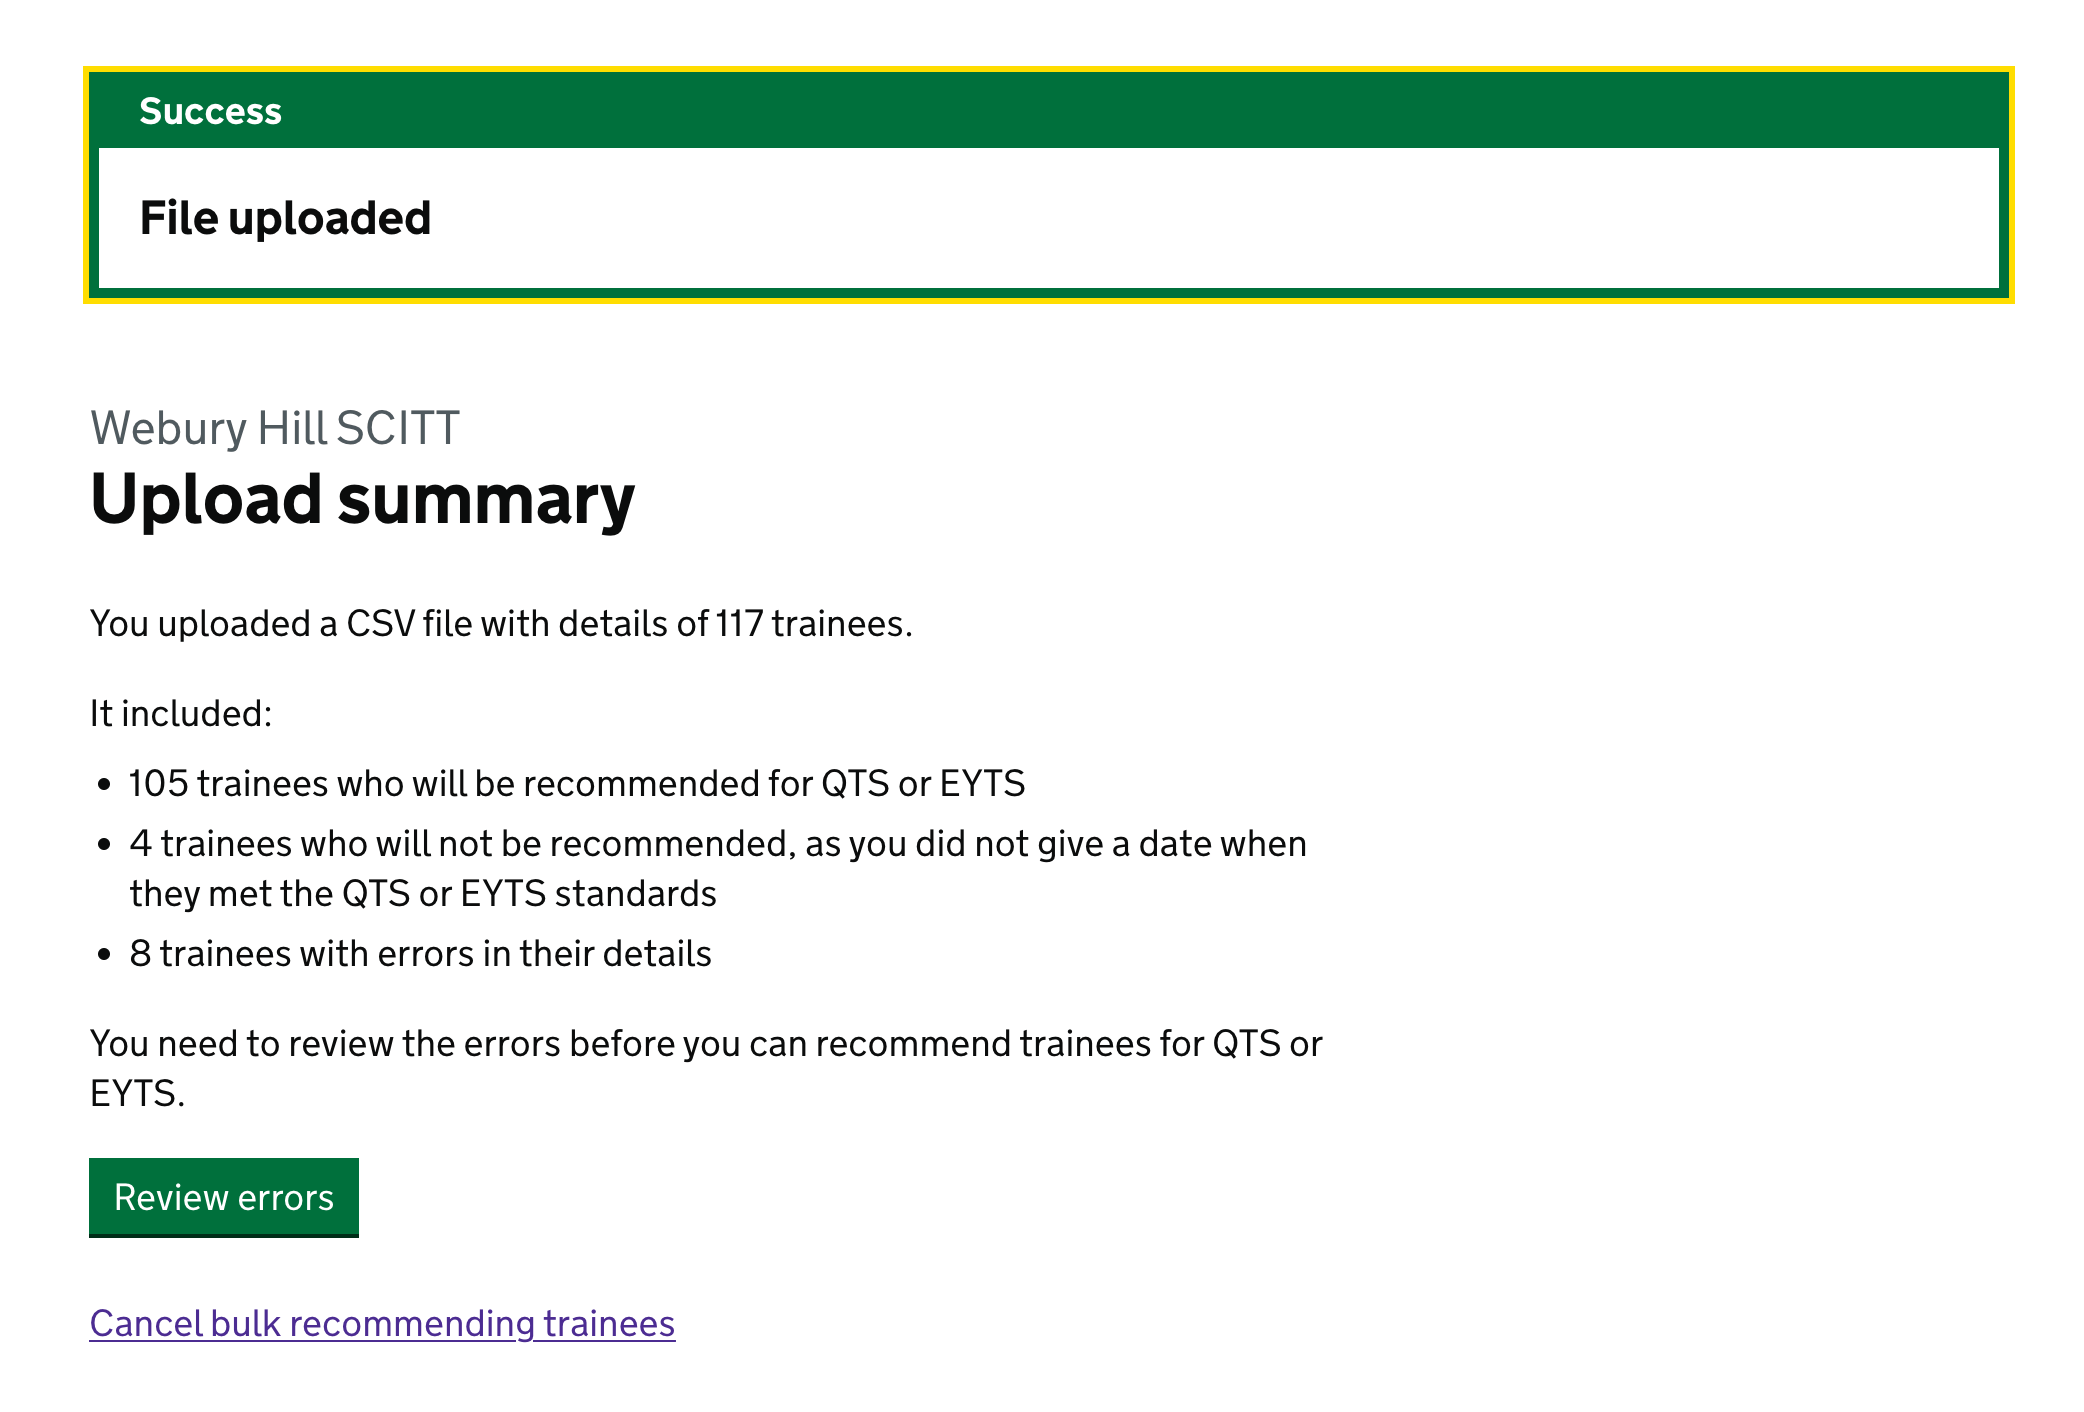 Success
File uploaded
Webury Hill SCITT
Upload summary
You uploaded a CSV file with details of 117 trainees.
It included:
• 105 trainees who will be recommended for QTS or EYTS
• 4 trainees who will not be recommended, as you did not give a date when
they met the QTS or EYTS standards
• 8 trainees with errors in their details
You need to review the errors before you can recommend trainees for QTS or
EYTS.
Review errors
Cancel bulk recommending trainees